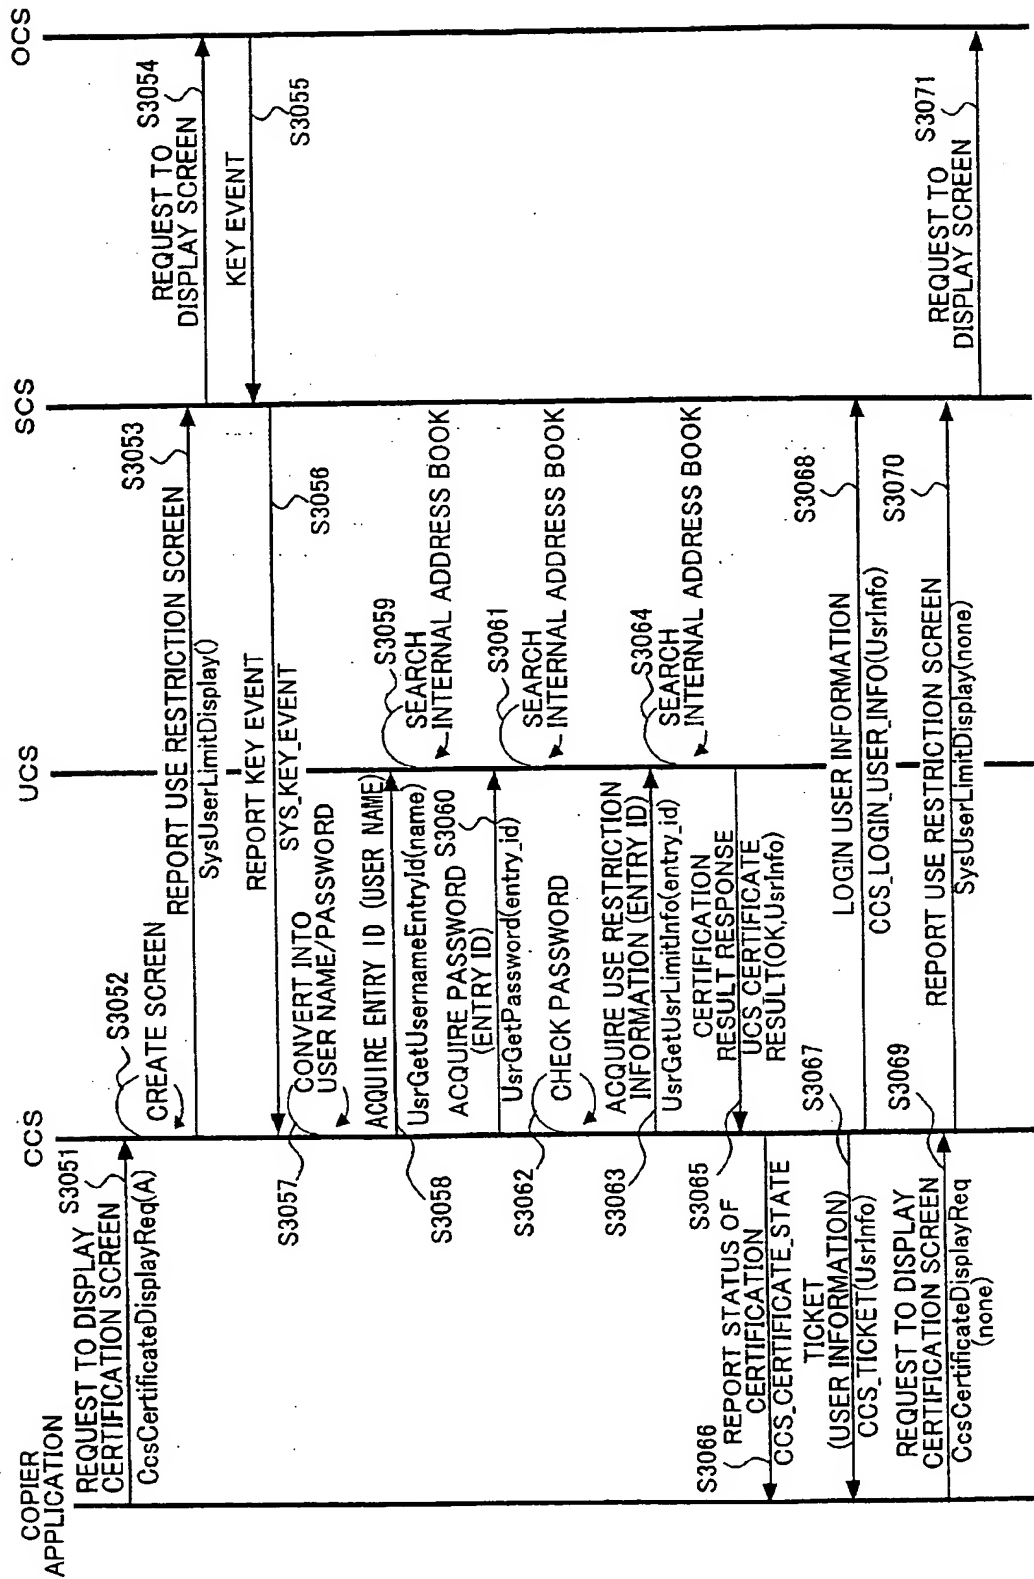 COPIER
APPLICATION
CCS
UCS
SCS
OCS
REQUEST TO DISPLAY
CERTIFICATION SCREEN
S3051
CcsCertificateDisplayReq(A)
S3052
CREATE SCREEN
REPORT USE RESTRICTION SCREEN
S3053
SysUserLimitDisplay()
REQUEST TO
DISPLAY SCREEN
S3054
KEY EVENT
S3055
REPORT KEY EVENT
SYS_KEY_EVENT
S3056
CONVERT INTO
USER NAME/PASSWORD
S3057
ACQUIRE ENTRY ID (USER NAME)
UsrGetUsernameEntryId(name)
S3058
S3059
SEARCH
INTERNAL ADDRESS BOOK
ACQUIRE PASSWORD
(ENTRY ID)
S3060
UsrGetPassword(entry_id)
S3061
SEARCH
INTERNAL ADDRESS BOOK
CHECK PASSWORD
S3062
ACQUIRE USE RESTRICTION
INFORMATION (ENTRY ID)
UsrGetUsrLimitInfo(entry_id)
S3063
S3064
SEARCH
INTERNAL ADDRESS BOOK
CERTIFICATION
RESULT RESPONSE
UCS CERTIFICATE
RESULT(OK,UsrInfo)
S3065
REPORT STATUS OF
CERTIFICATION
CCS_CERTIFICATE_STATE
S3066
TICKET
(USER INFORMATION)
CCS_TICKET(UsrInfo)
S3067
LOGIN USER INFORMATION
CCS_LOGIN_USER_INFO(UsrInfo)
S3068
REQUEST TO DISPLAY
CERTIFICATION SCREEN
CcsCertificateDisplayReq
(none)
S3069
REPORT USE RESTRICTION SCREEN
SysUserLimitDisplay(none)
S3070
REQUEST TO
DISPLAY SCREEN
S3071